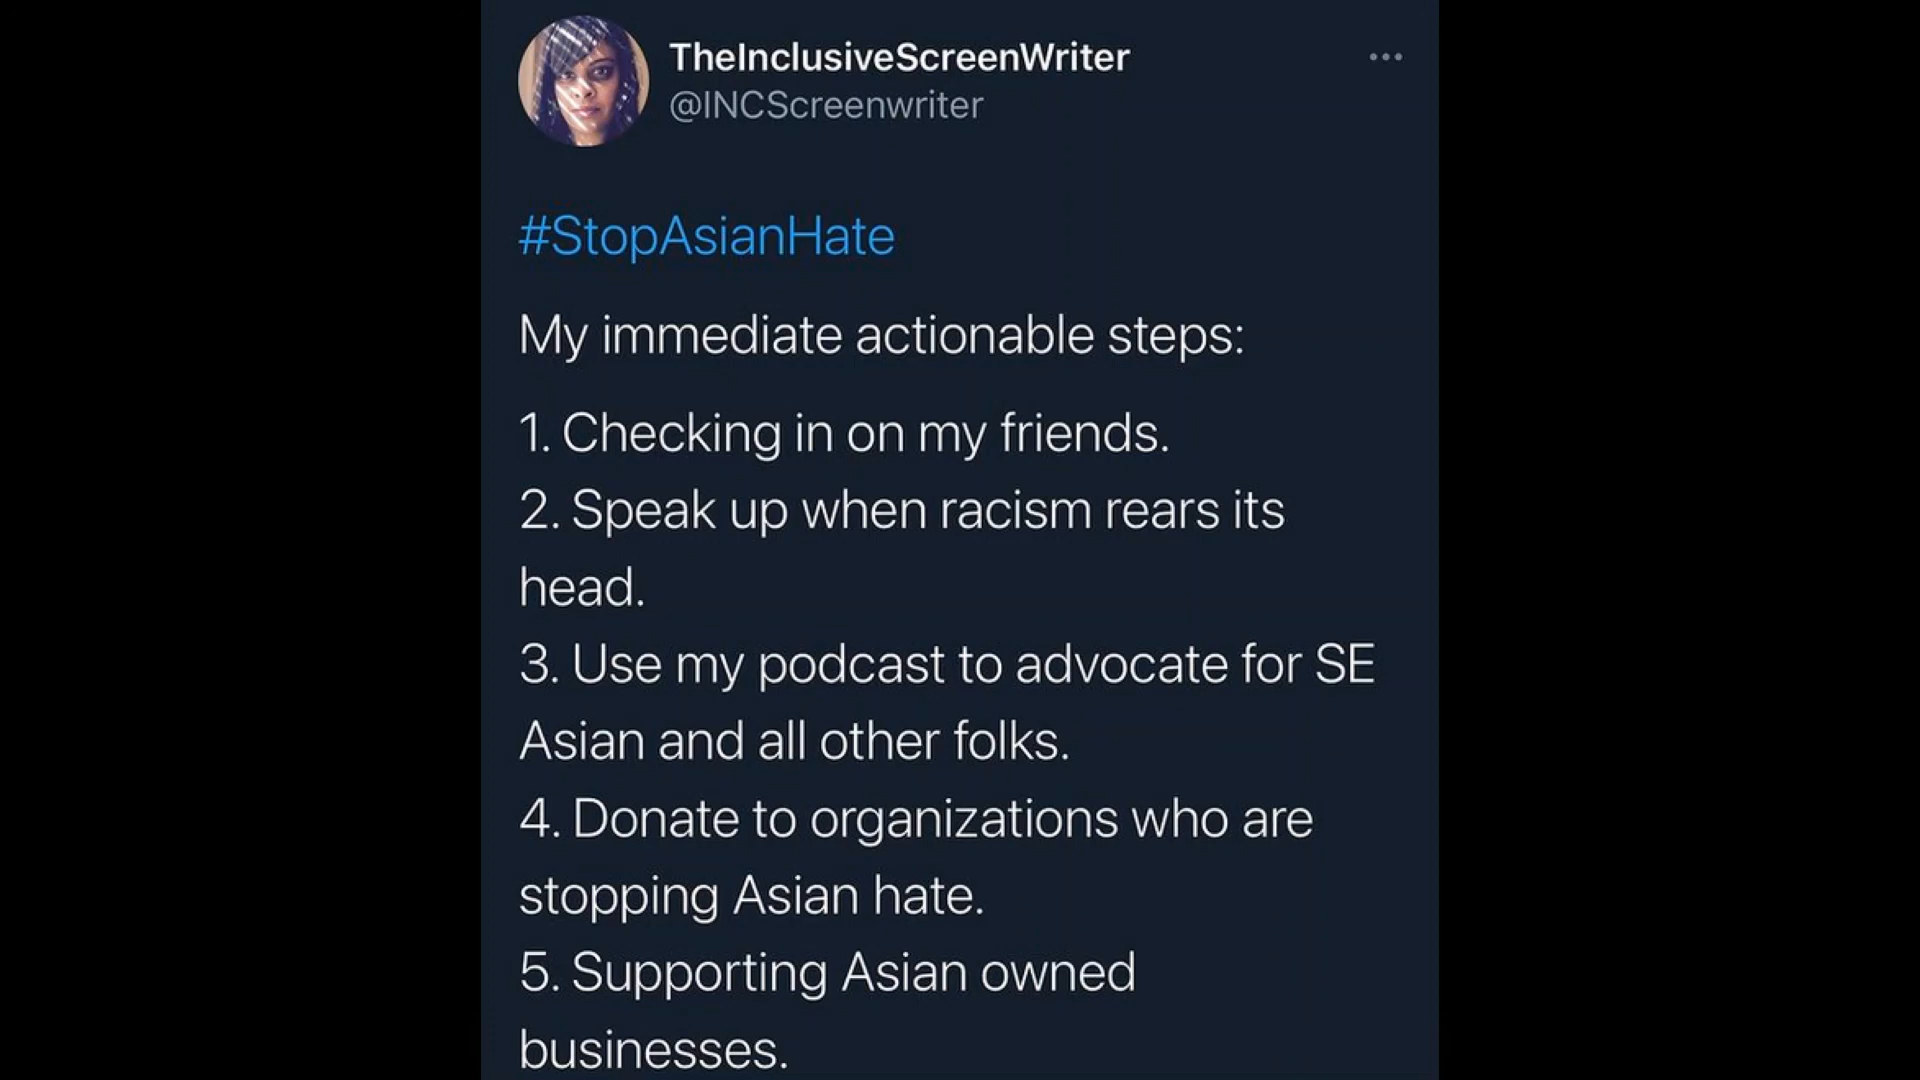 TheInclusiveScreenWriter
@INCScreenwriter
#StopAsianHate
My immediate actionable steps:
1. Checking in on my friends.
2. Speak up when racism rears its
head.
3. Use my podcast to advocate for SE
Asian and all other folks.
4. Donate to organizations who are
stopping Asian hate.
5. Supporting Asian owned
businesses.